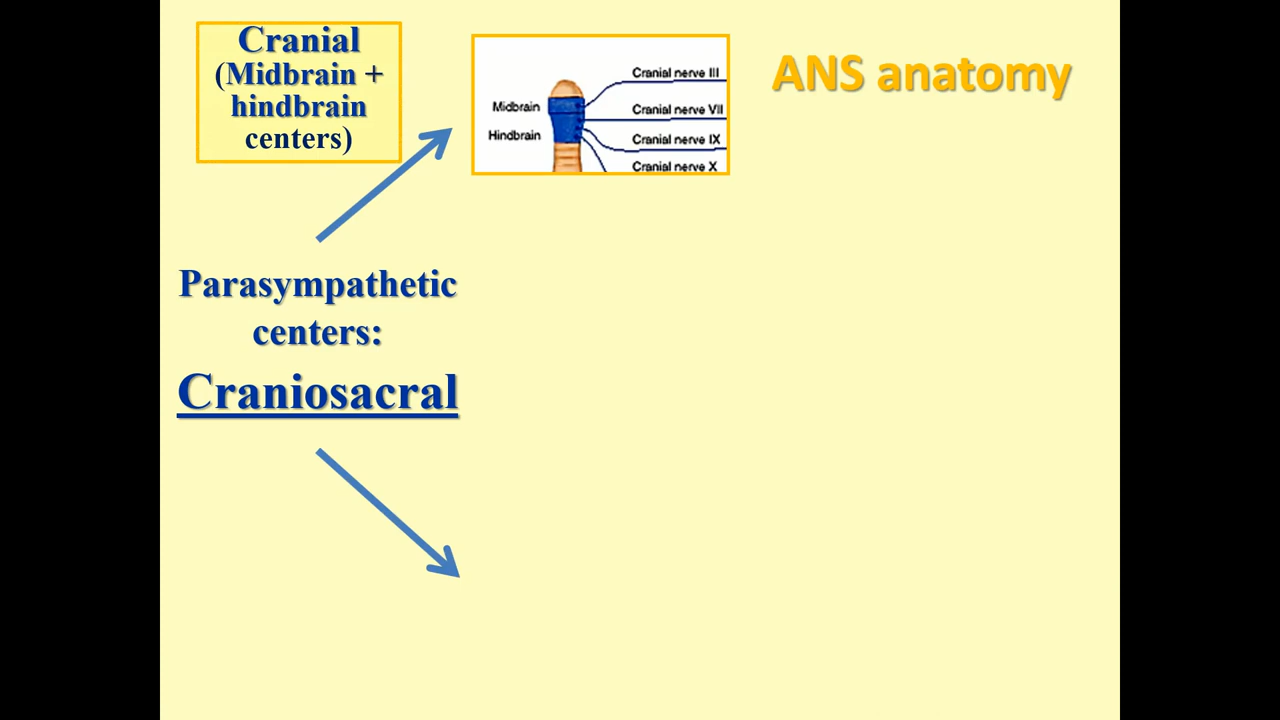 Cranial
(Midbrain +
hindbrain
centers)
Cranial nerve III
Midbrain
Cranial nerve VII
Hindbrain
Cranial nerve IX
Cranial nerve X
ANS anatomy
Parasympathetic
centers:
Craniosacral